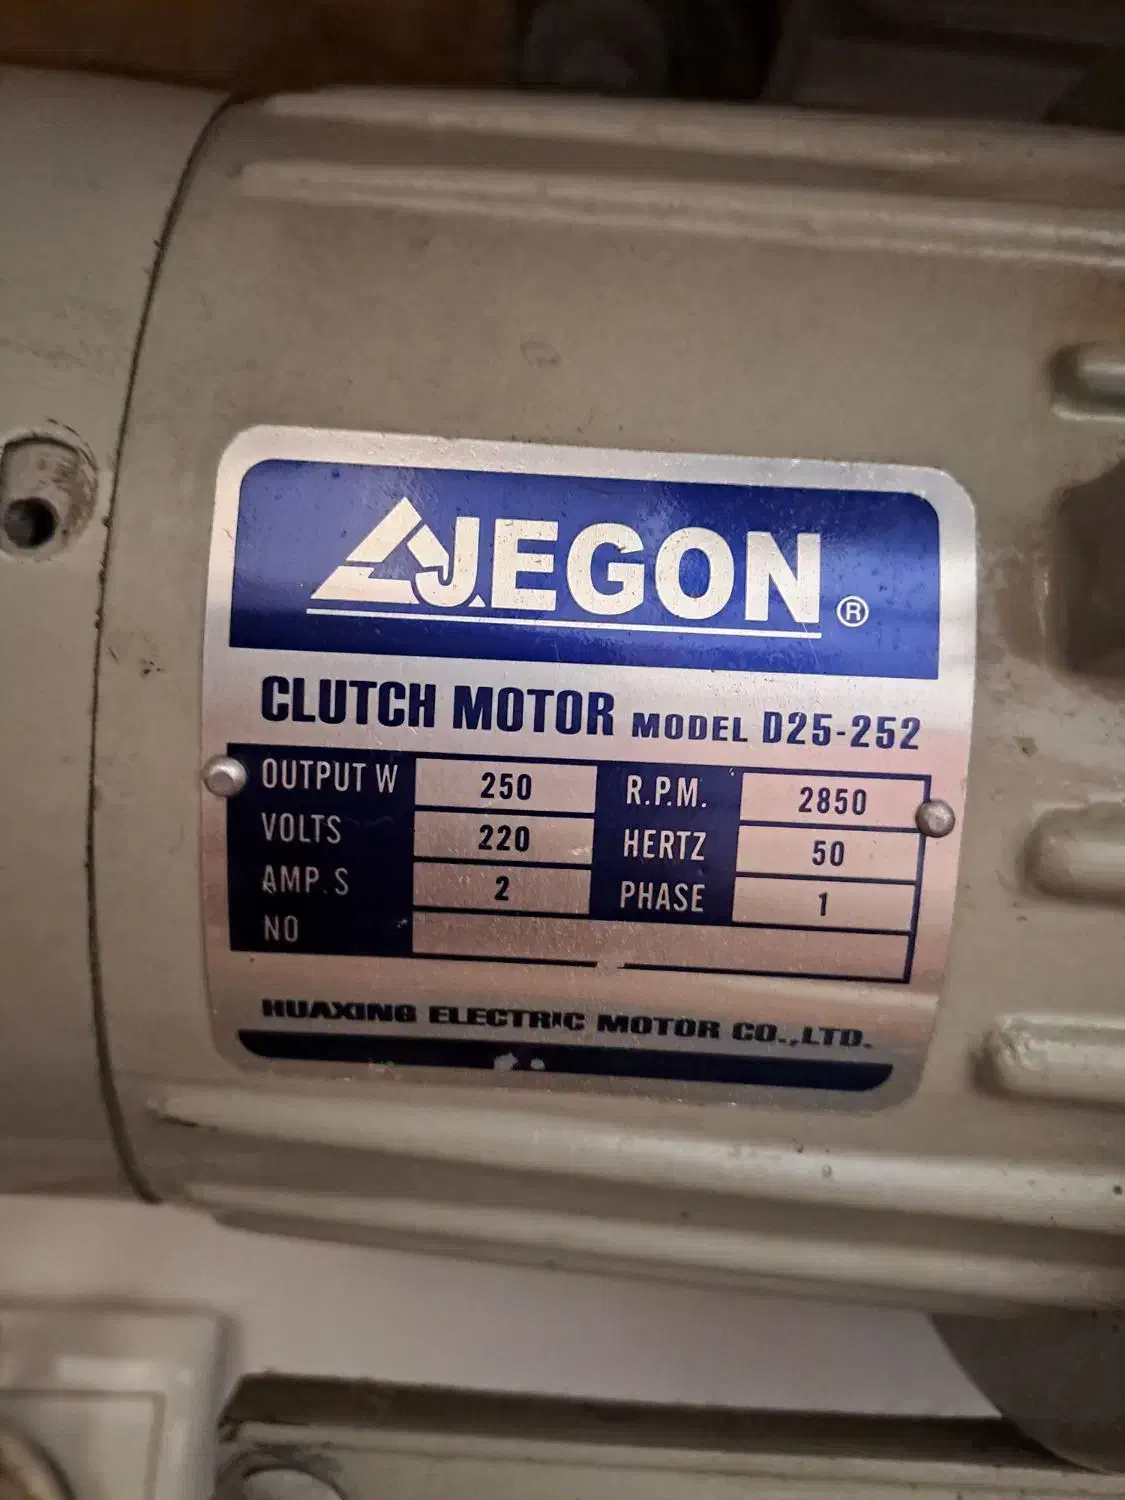 JEGON ®
CLUTCH MOTOR MODEL D25-252
OUTPUT W 250 R.P.M. 2850
VOLTS 220 HERTZ 50
AMP.S 2 PHASE 1
NO
HUAXING ELECTRIC MOTOR CO.,LTD.